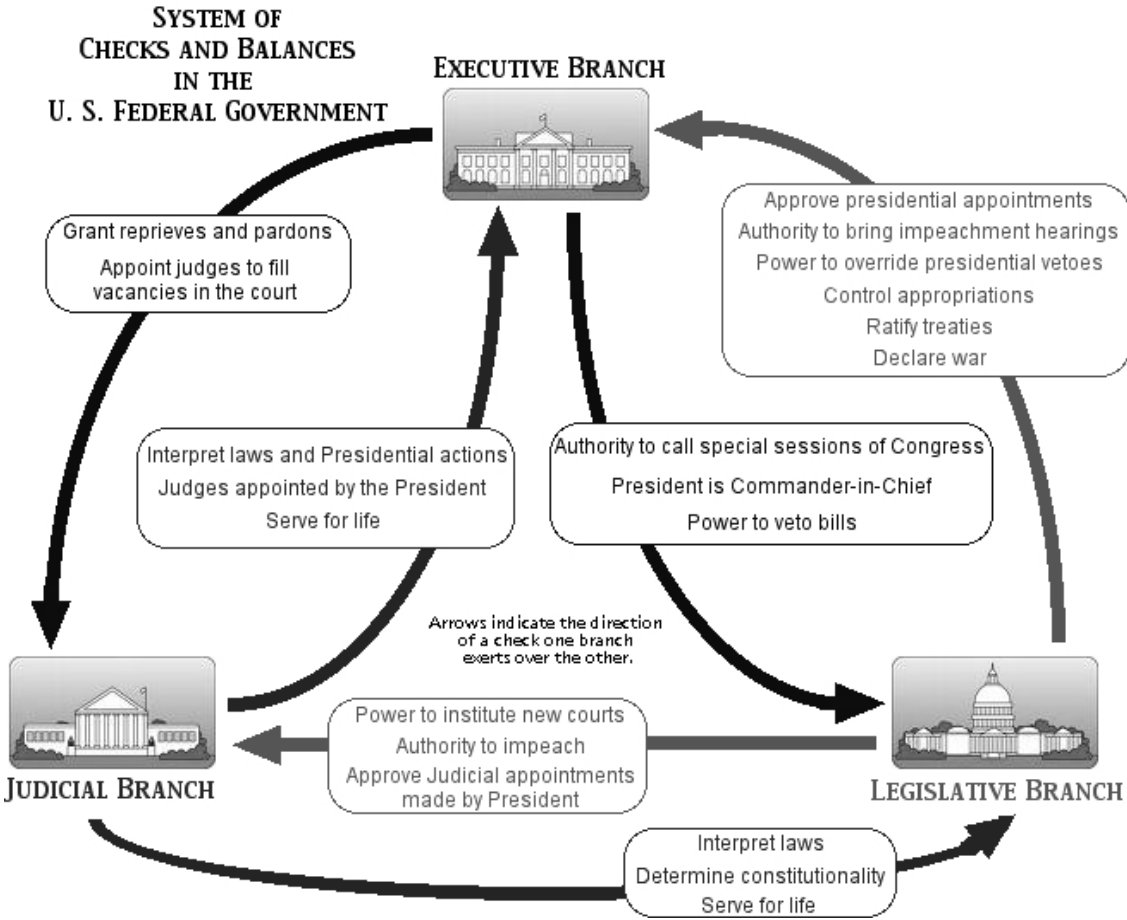 SYSTEM OF
CHECKS AND BALANCES
IN THE
U. S. FEDERAL GOVERNMENT
EXECUTIVE BRANCH
Grant reprieves and pardons
Appoint judges to fill
vacancies in the court
Approve presidential appointments
Authority to bring impeachment hearings
Power to override presidential vetoes
Control appropriations
Ratify treaties
Declare war
Interpret laws and Presidential actions
Judges appointed by the President
Serve for life
Authority to call special sessions of Congress
President is Commander-in-Chief
Power to veto bills
Arrows indicate the direction
of a check one branch
exerts over the other.
Power to institute new courts
Authority to impeach
Approve Judicial appointments
made by President
JUDICIAL BRANCH
LEGISLATIVE BRANCH
Interpret laws
Determine constitutionality
Serve for life